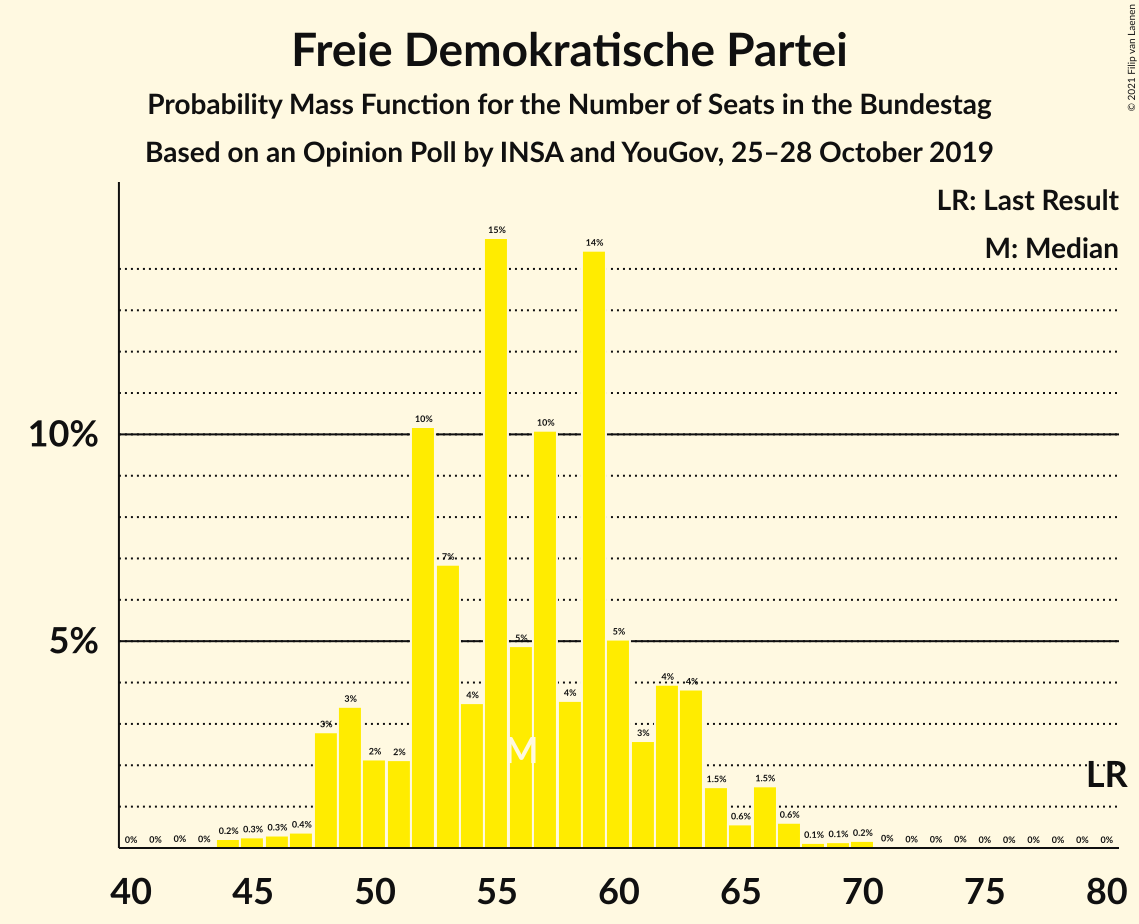 Freie Demokratische Partei
Probability Mass Function for the Number of Seats in the Bundestag
Based on an Opinion Poll by INSA and YouGov, 25–28 October 2019
© 2021 Filip van Laenen
LR: Last Result
M: Median
10%
5%
0% 0% 0% 0% 0.2% 0.3% 0.3% 0.4% 3% 3% 2% 2% 10% 7% 4% 15% 5% 10% 4% 14% 5% 3% 4% 4% 1.5% 0.6% 1.5% 0.6% 0.1% 0.1% 0.2% 0% 0% 0% 0% 0% 0% 0% 0% 0% 0%
M
LR
40 45 50 55 60 65 70 75 80